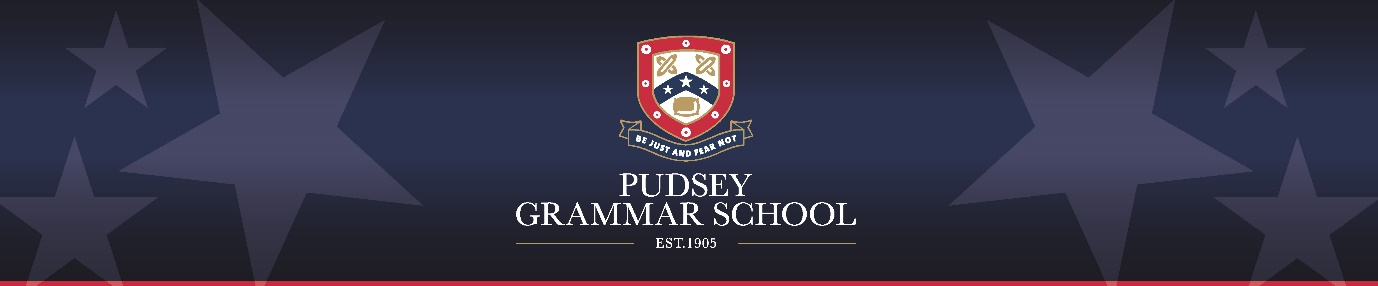 BE JUST AND FEAR NOT
PUDSEY
GRAMMAR SCHOOL
EST.1905